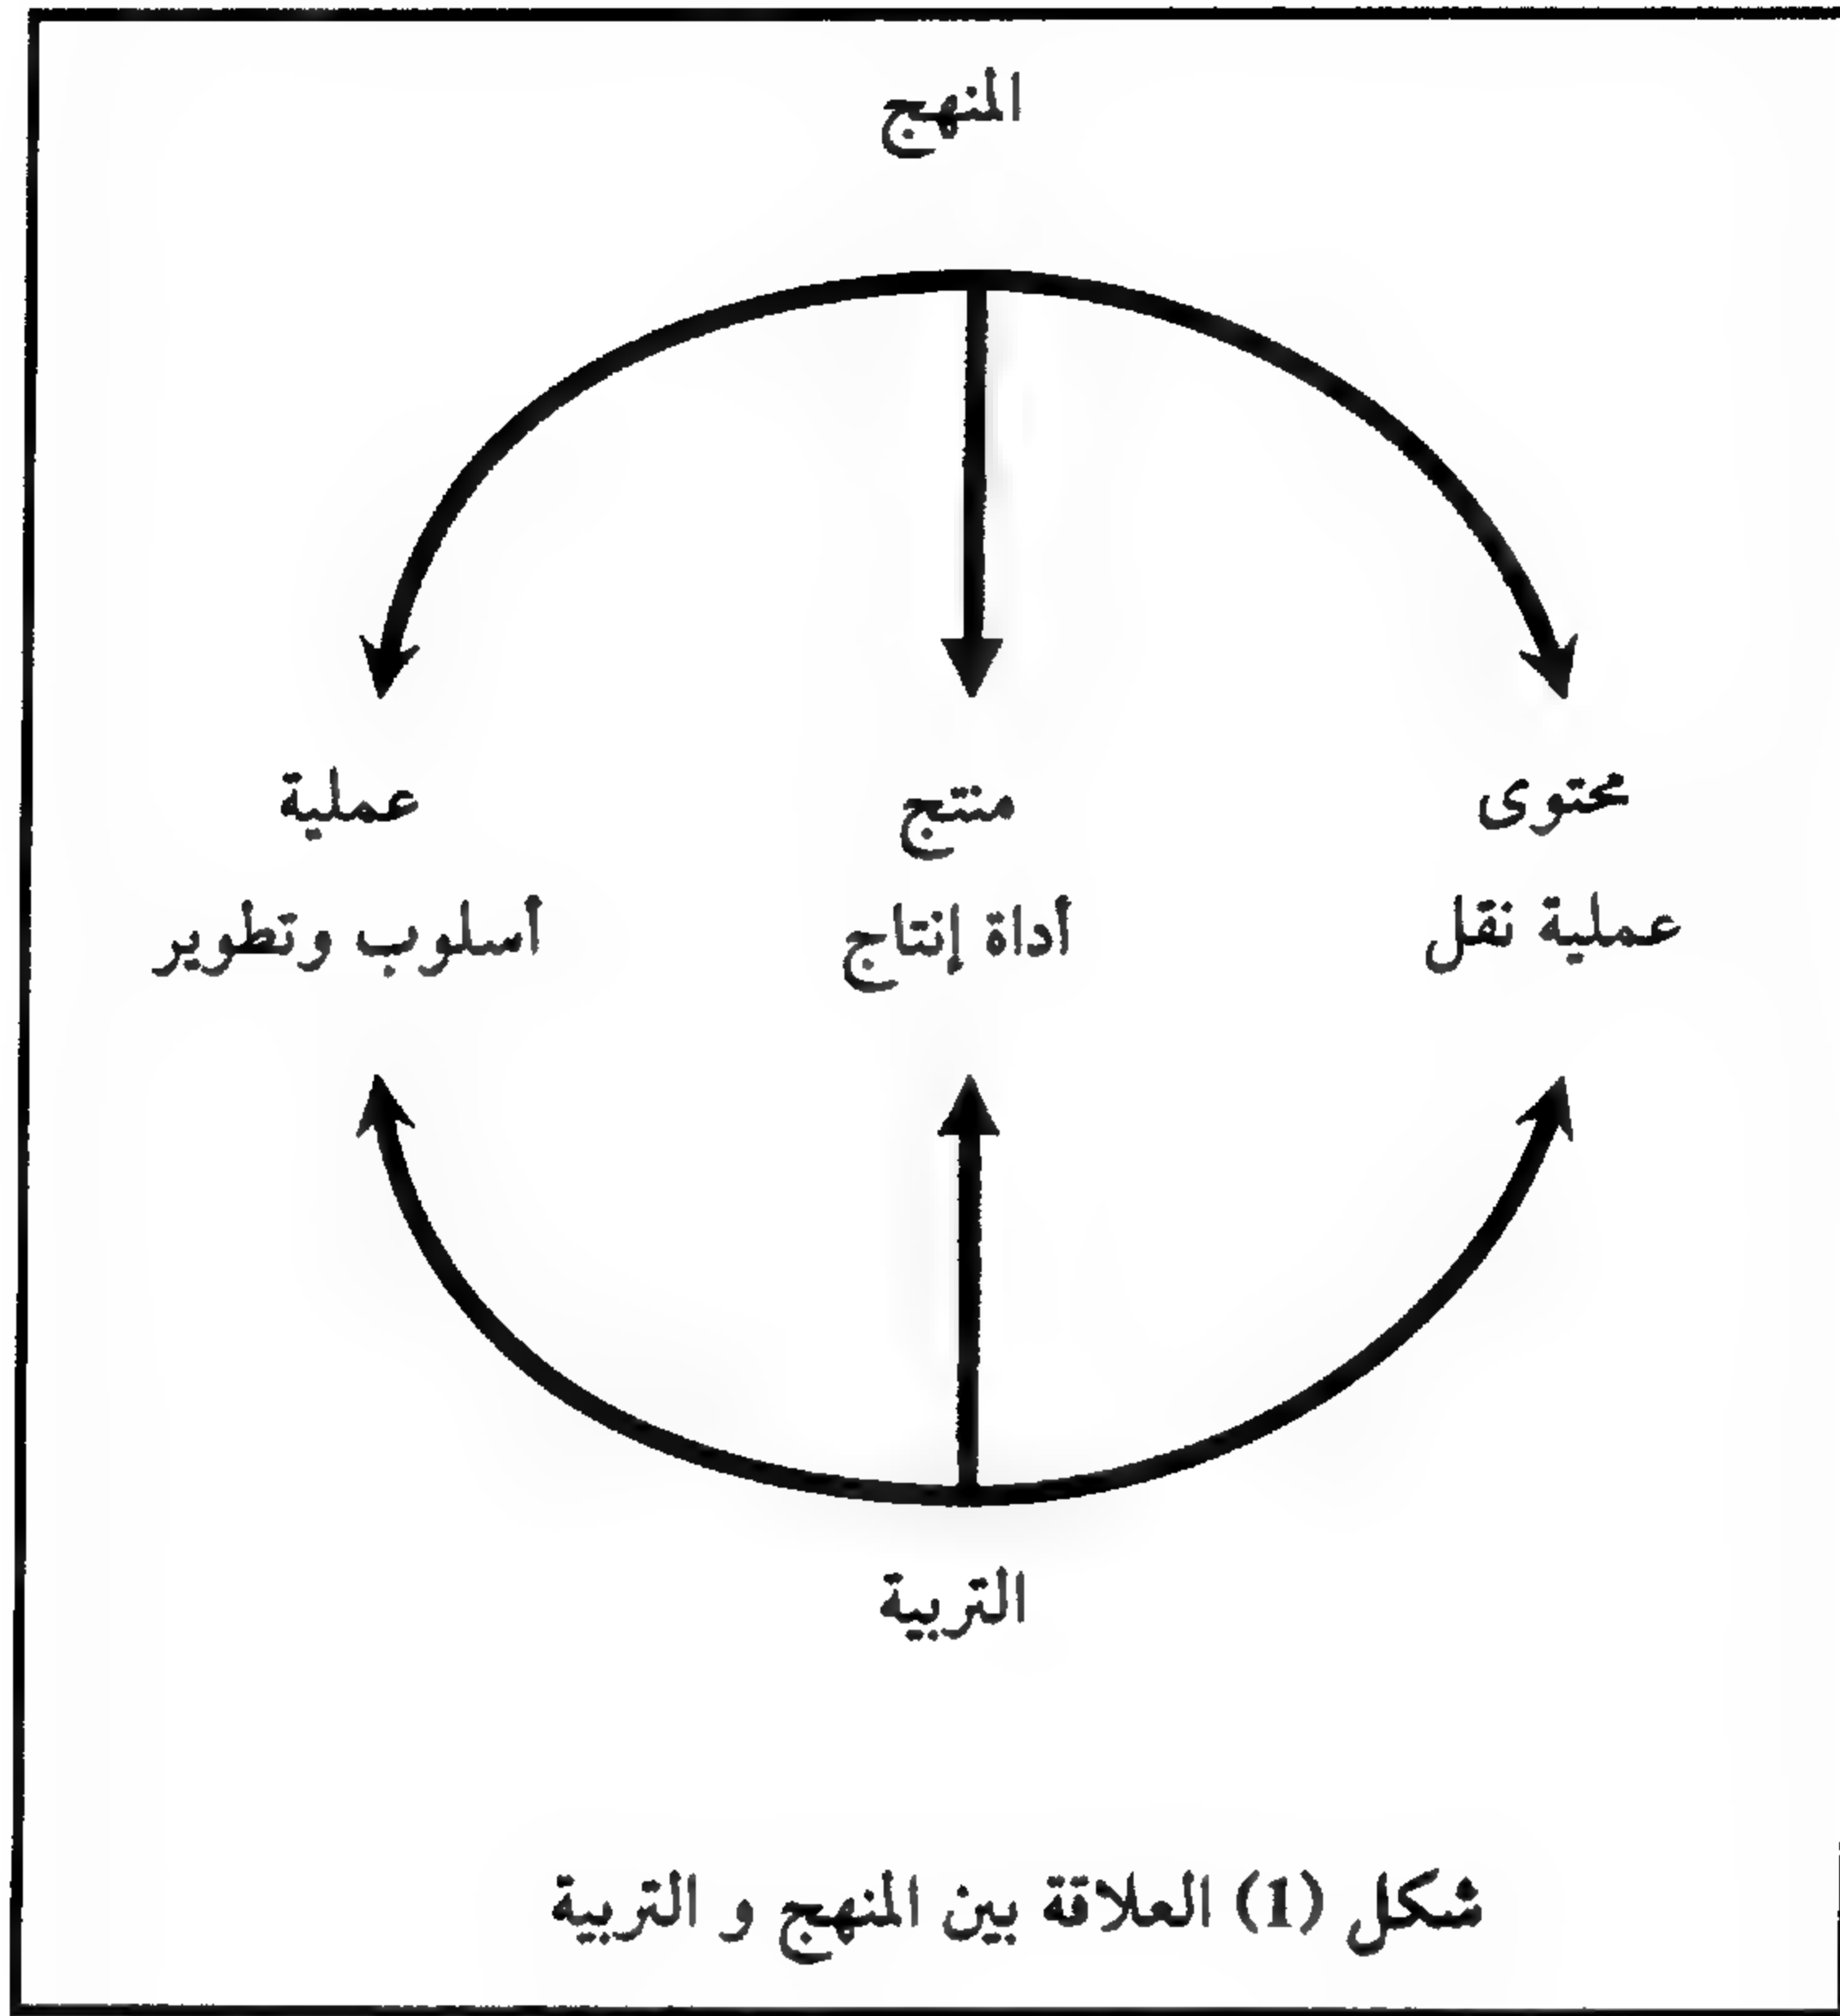 المنهج
محتوى
منتج
عملية
عملية نقل
أداة إنتاج
أسلوب وتطوير
التربية
شكل (1) العلاقة بين المنهج و التربية